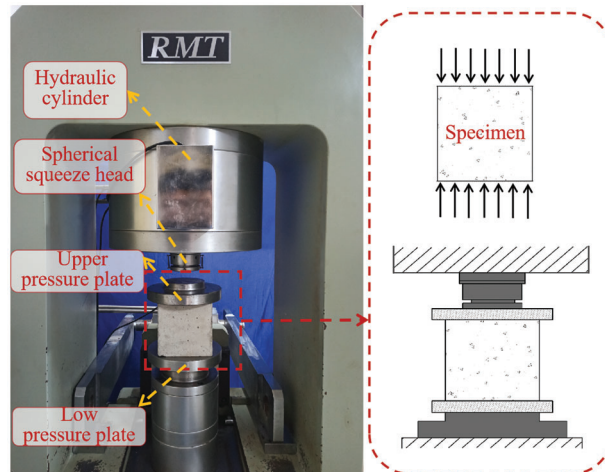 RMT
Hydraulic
cylinder
Spherical
squeeze head
Upper
pressure plate
Low
pressure plate
Specimen